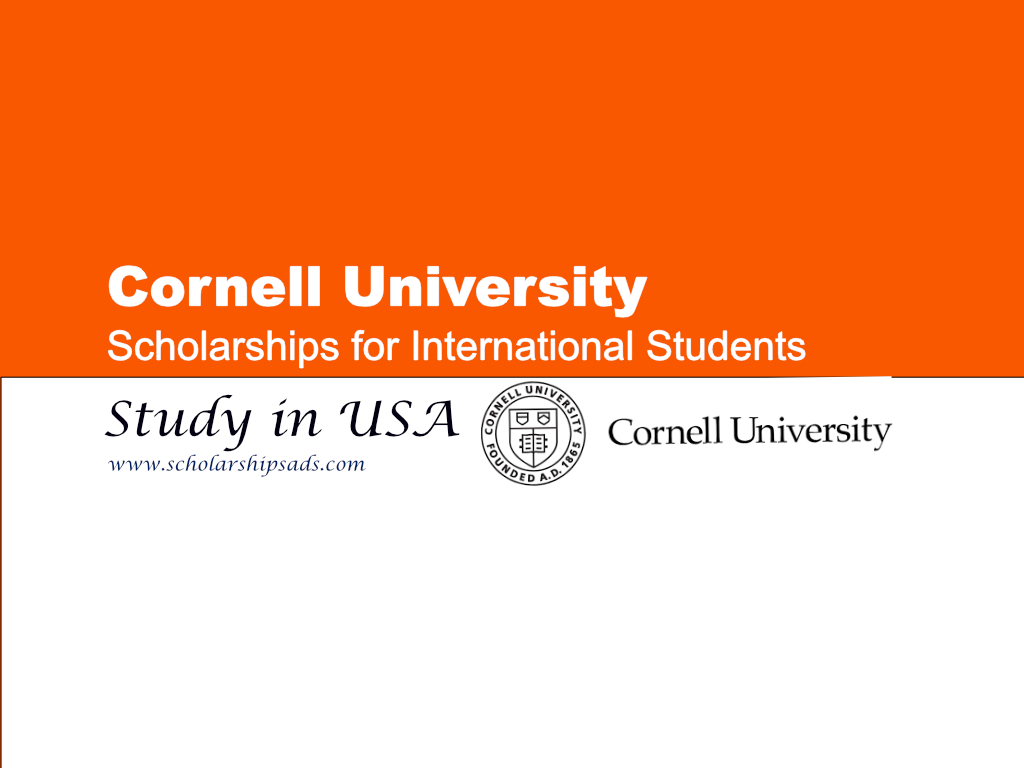 Cornell University
Scholarships for International Students
Study in USA
www.scholarshipsads.com
CORNELL UNIVERSITY
FOUNDED A.D. 1865
Cornell University